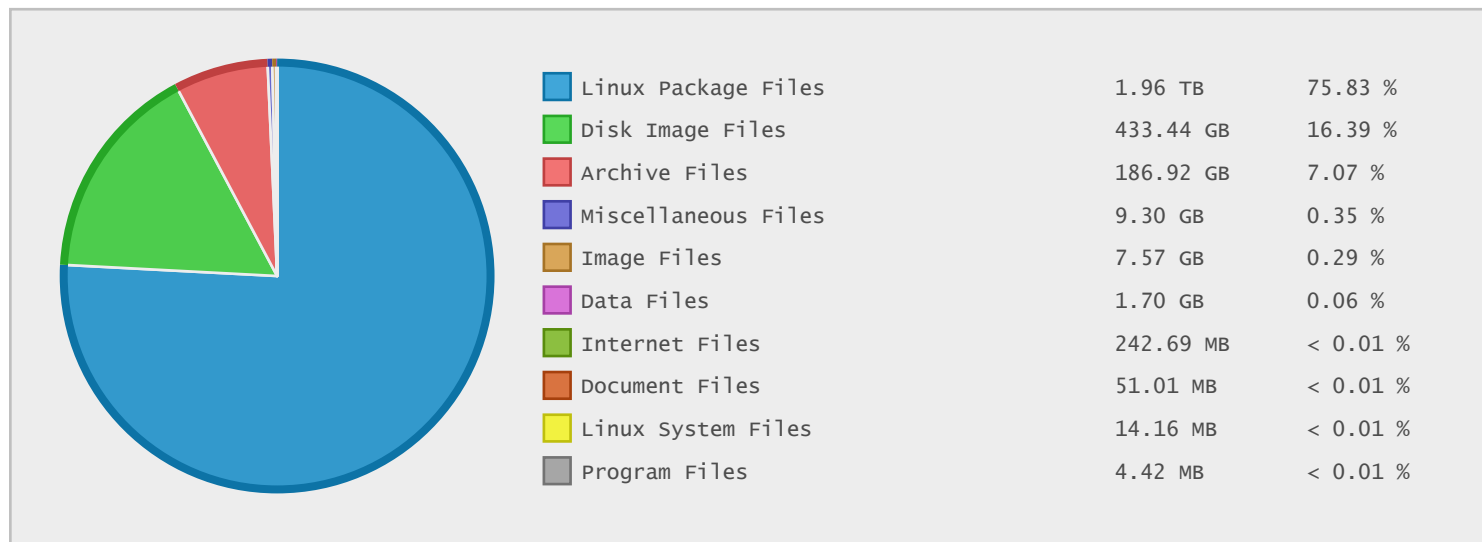 Linux Package Files 1.96 TB 75.83 %
Disk Image Files 433.44 GB 16.39 %
Archive Files 186.92 GB 7.07 %
Miscellaneous Files 9.30 GB 0.35 %
Image Files 7.57 GB 0.29 %
Data Files 1.70 GB 0.06 %
Internet Files 242.69 MB < 0.01 %
Document Files 51.01 MB < 0.01 %
Linux System Files 14.16 MB < 0.01 %
Program Files 4.42 MB < 0.01 %